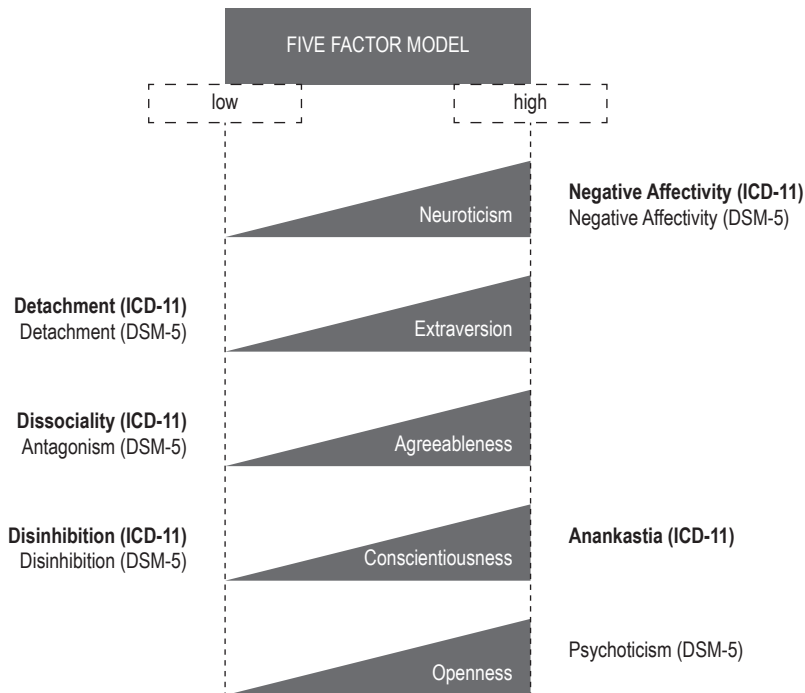 FIVE FACTOR MODEL
low
high
Neuroticism
Negative Affectivity (ICD-11)
Negative Affectivity (DSM-5)
Detachment (ICD-11)
Detachment (DSM-5)
Extraversion
Dissociality (ICD-11)
Antagonism (DSM-5)
Agreeableness
Disinhibition (ICD-11)
Disinhibition (DSM-5)
Conscientiousness
Anankastia (ICD-11)
Openness
Psychoticism (DSM-5)